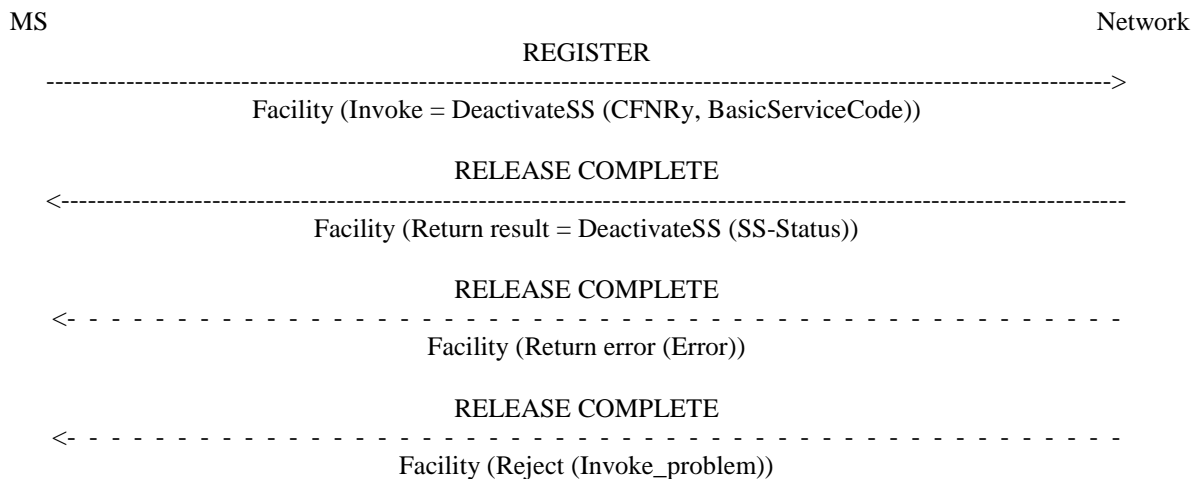 MS Network
REGISTER
Facility (Invoke = DeactivateSS (CFNRy, BasicServiceCode))
RELEASE COMPLETE
Facility (Return result = DeactivateSS (SS-Status))
RELEASE COMPLETE
Facility (Return error (Error))
RELEASE COMPLETE
Facility (Reject (Invoke_problem))